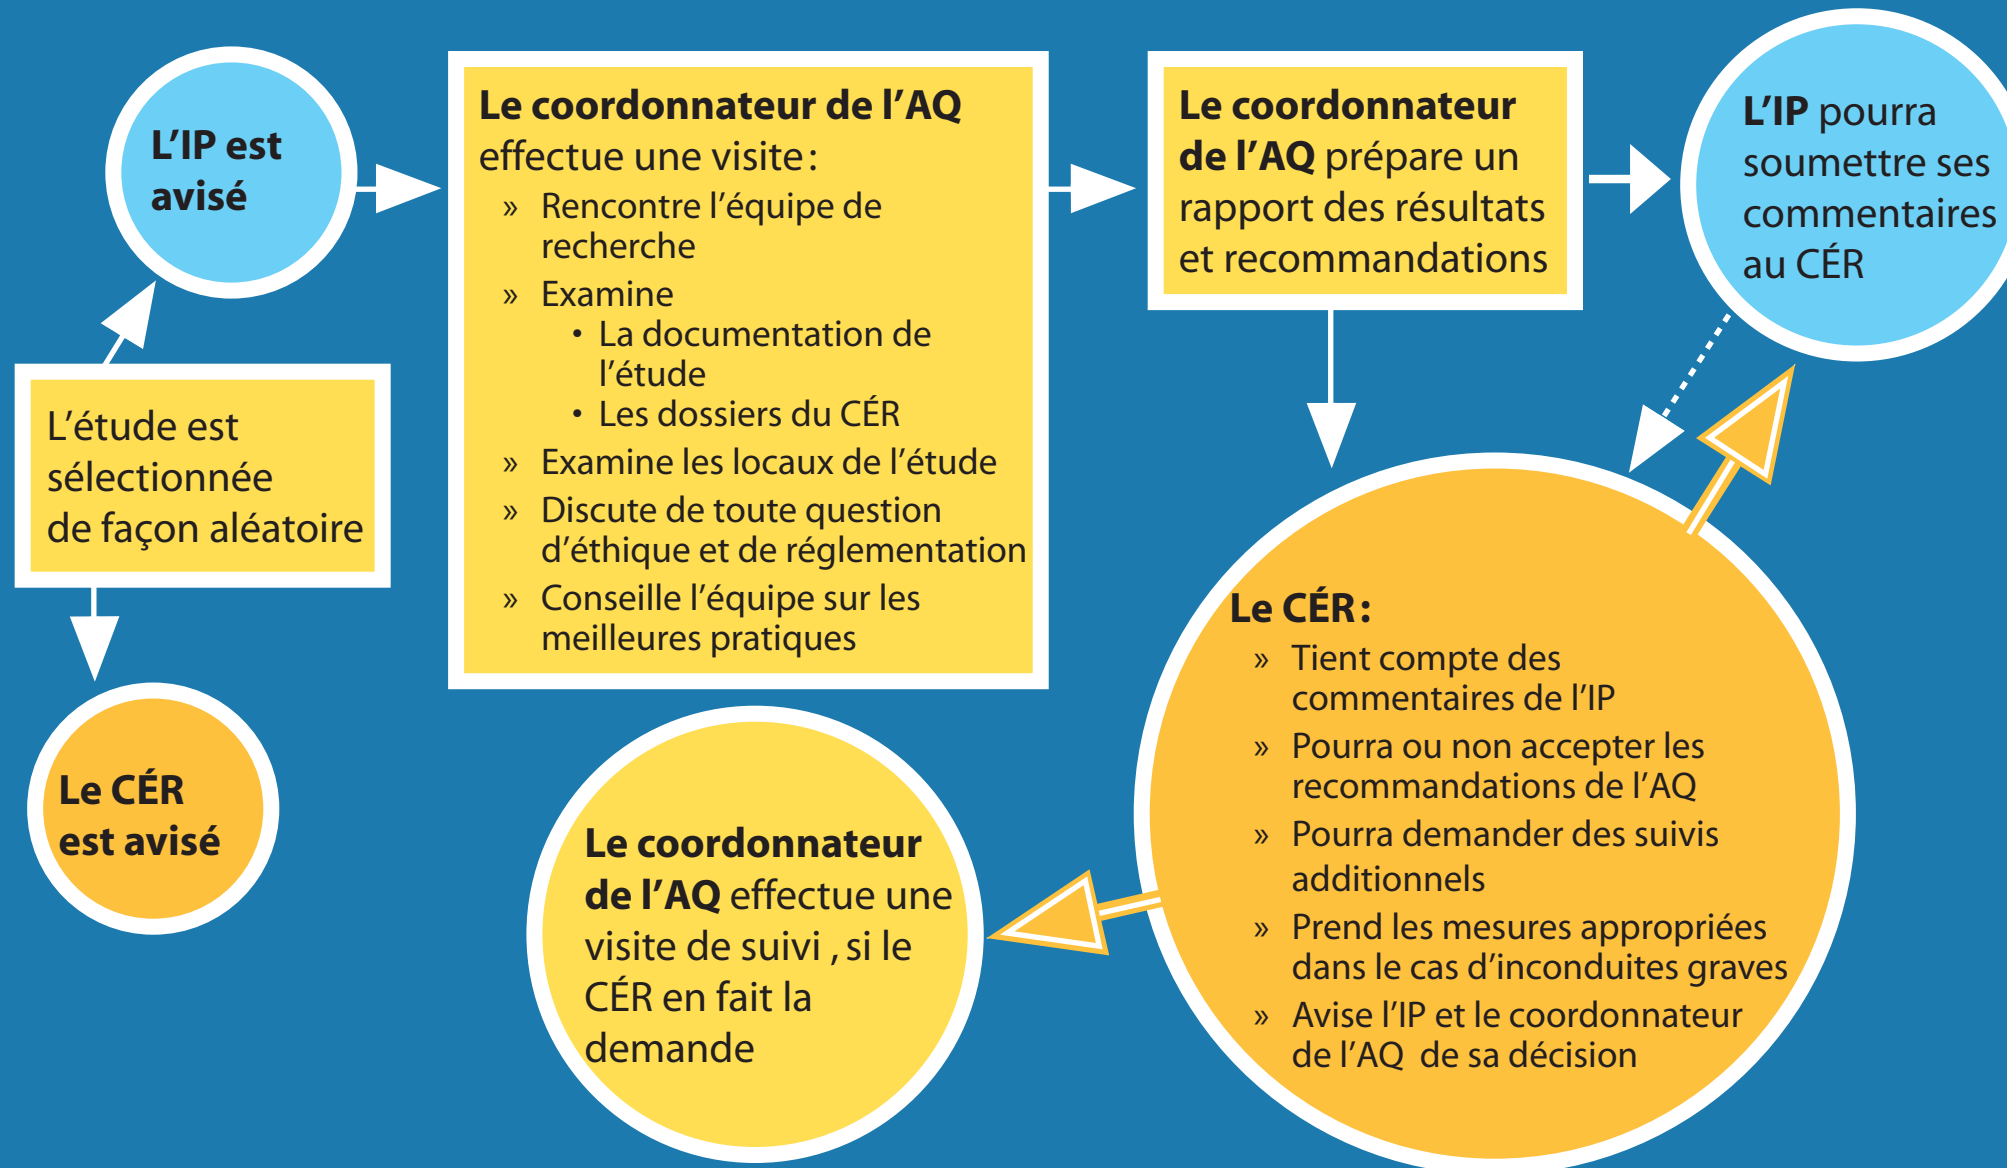 L'étude est
sélectionnée
de façon aléatoire
L'IP est
avisé
Le CÉR
est avisé
Le coordonnateur de l'AQ
effectue une visite :
» Rencontre l'équipe de
recherche
» Examine
• La documentation de
l'étude
• Les dossiers du CÉR
» Examine les locaux de l'étude
» Discute de toute question
d'éthique et de réglementation
» Conseille l'équipe sur les
meilleures pratiques
Le coordonnateur
de l'AQ prépare un
rapport des résultats
et recommandations
L'IP pourra
soumettre ses
commentaires
au CÉR
Le CÉR :
» Tient compte des
commentaires de l'IP
» Pourra ou non accepter les
recommandations de l'AQ
» Pourra demander des suivis
additionnels
» Prend les mesures appropriées
dans le cas d'inconduites graves
» Avise l'IP et le coordonnateur
de l'AQ de sa décision
Le coordonnateur
de l'AQ effectue une
visite de suivi , si le
CÉR en fait la
demande